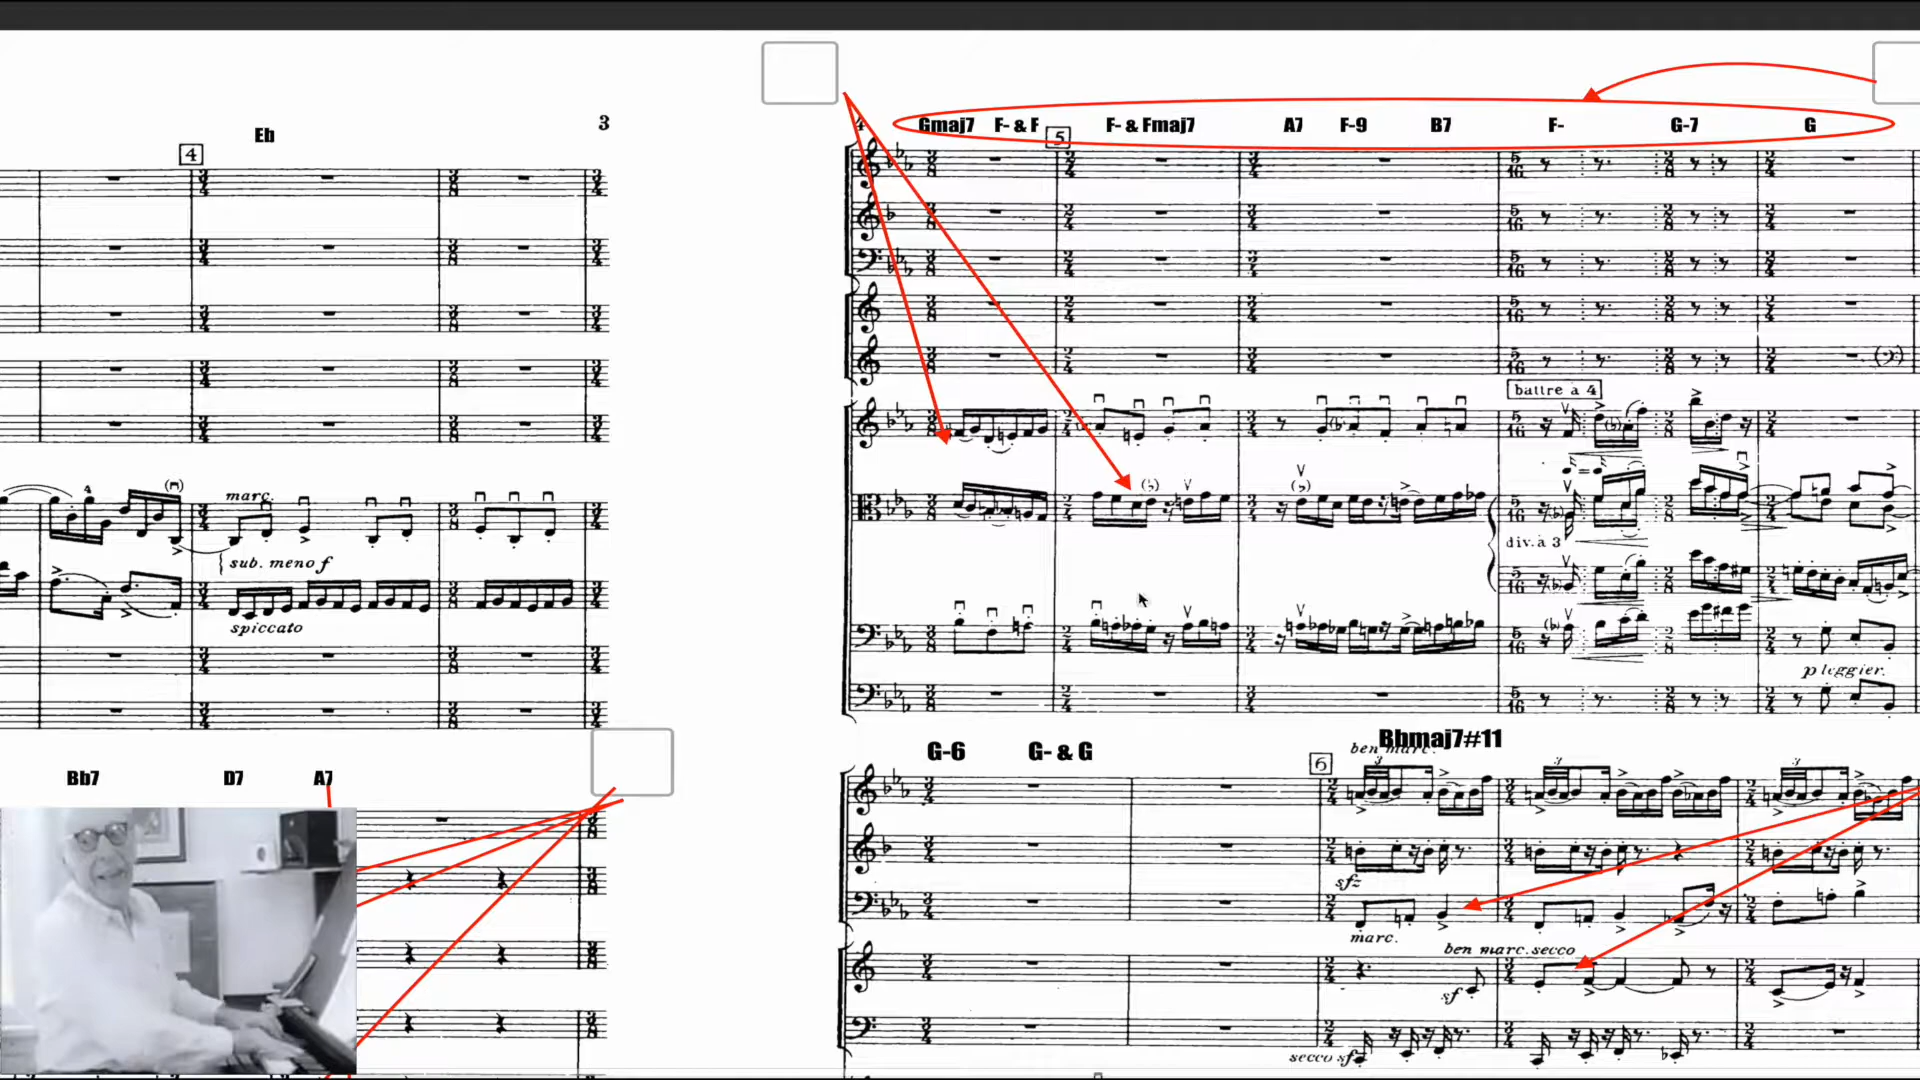 3
Eb
4
marc.
sub. meno f
spiccato
Bb7 D7 A7
4
Gmaj7 F- & F F- & Fmaj7 A7 F-9 B7 F- G-7 G
5
battre à 4
div. à 3
p leggier.
G-6 G- & G Bbmaj7#11
ben marc.
6
sfz
marc.
ben marc. secco
sf
secco sf